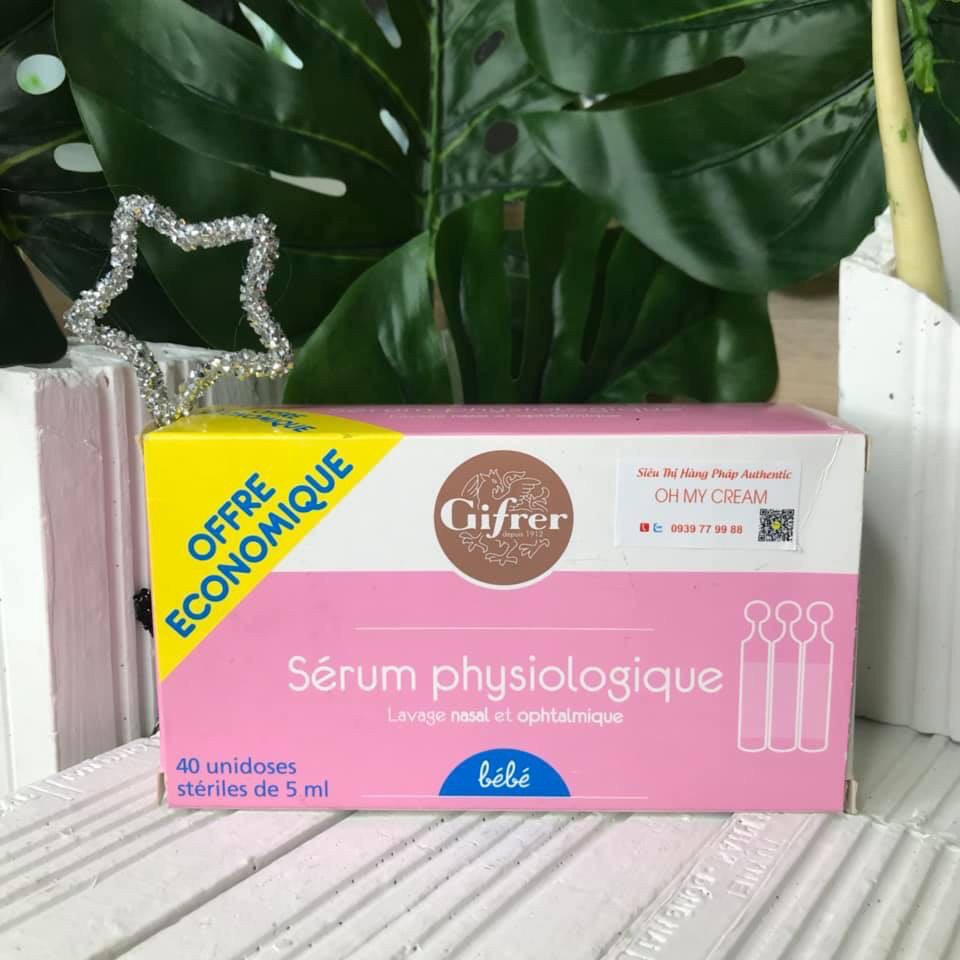 OFFRE
ECONOMIQUE
Gifrer
depuis 1912
Siêu Thị Hàng Pháp Authentic
OH MY CREAM
0939 77 99 88
Sérum physiologique
Lavage nasal et ophtalmique
40 unidoses
stériles de 5 ml
bébé